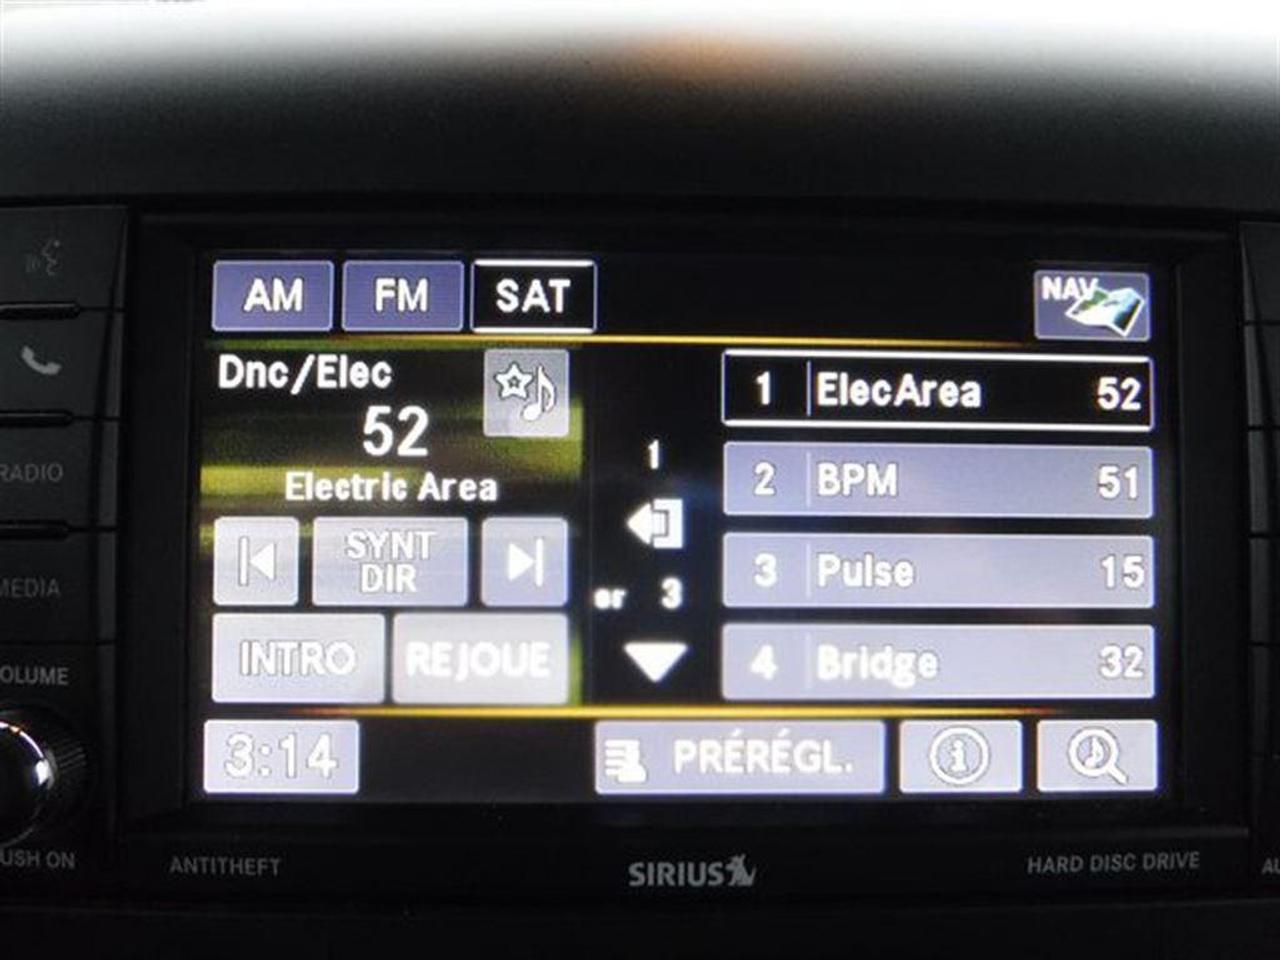 AM FM SAT NAV
Dnc/Elec
52
Electric Area
SYNT
DIR
INTRO REJOUE
3:14
1
er 3
1 ElecArea 52
2 BPM 51
3 Pulse 15
4 Bridge 32
PRÉRÉGL.
RADIO
MEDIA
OLUME
USH ON
ANTITHEFT
SIRIUS
HARD DISC DRIVE
AU